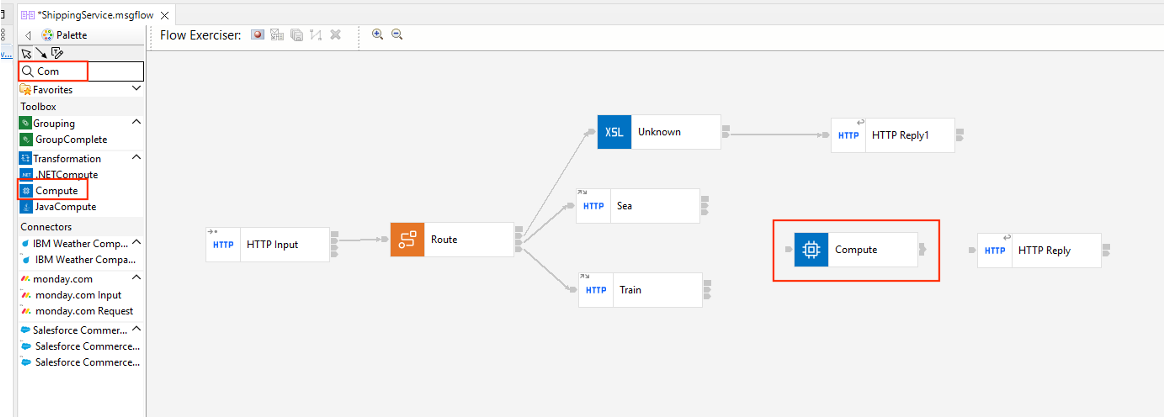 *ShippingService.msgflow
Palette
Flow Exerciser:
Com
Favorites
Toolbox
Grouping
GroupComplete
Transformation
.NETCompute
Compute
JavaCompute
Connectors
IBM Weather Comp...
IBM Weather Compa...
monday.com
monday.com Input
monday.com Request
Salesforce Commer...
Salesforce Commerce...
Salesforce Commerce...
HTTP HTTP Input
Route
XSL Unknown
HTTP HTTP Reply1
HTTP Sea
Compute
HTTP HTTP Reply
HTTP Train